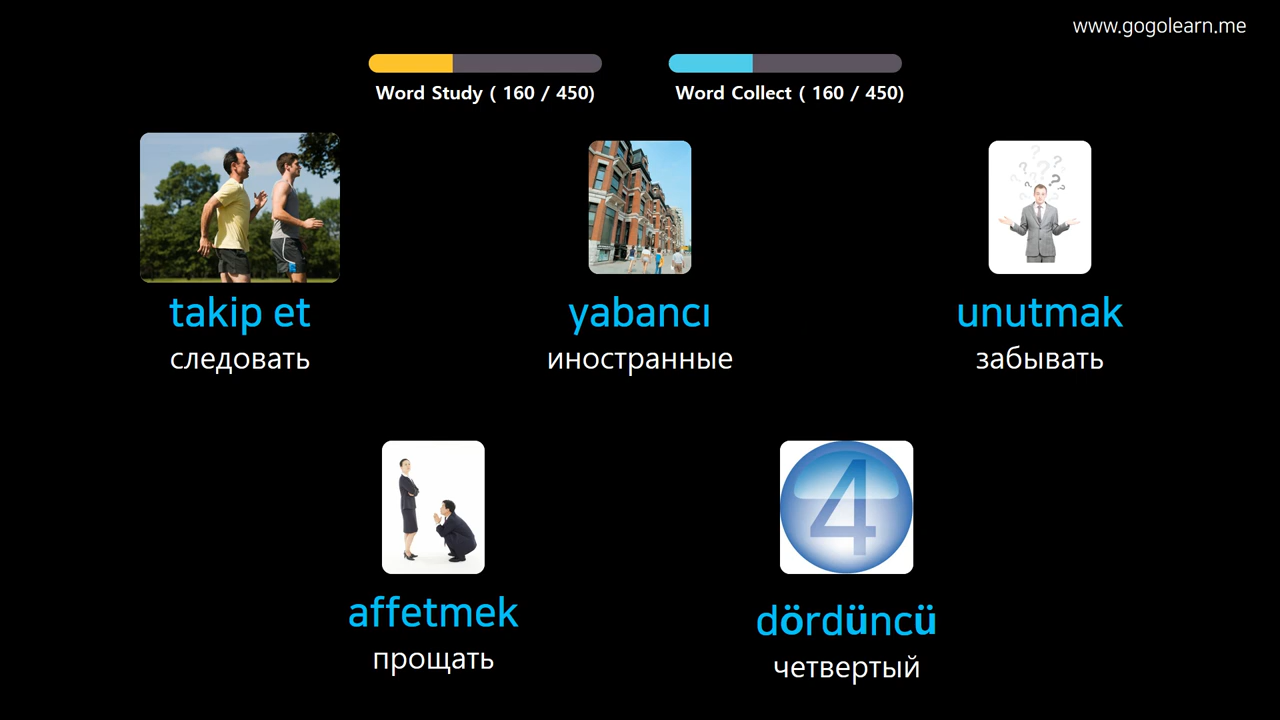 www.gogolearn.me
Word Study ( 160 / 450)
Word Collect ( 160 / 450)
takip et
следовать
yabancı
иностранные
unutmak
забывать
affetmek
прощать
4
dördüncü
четвертый